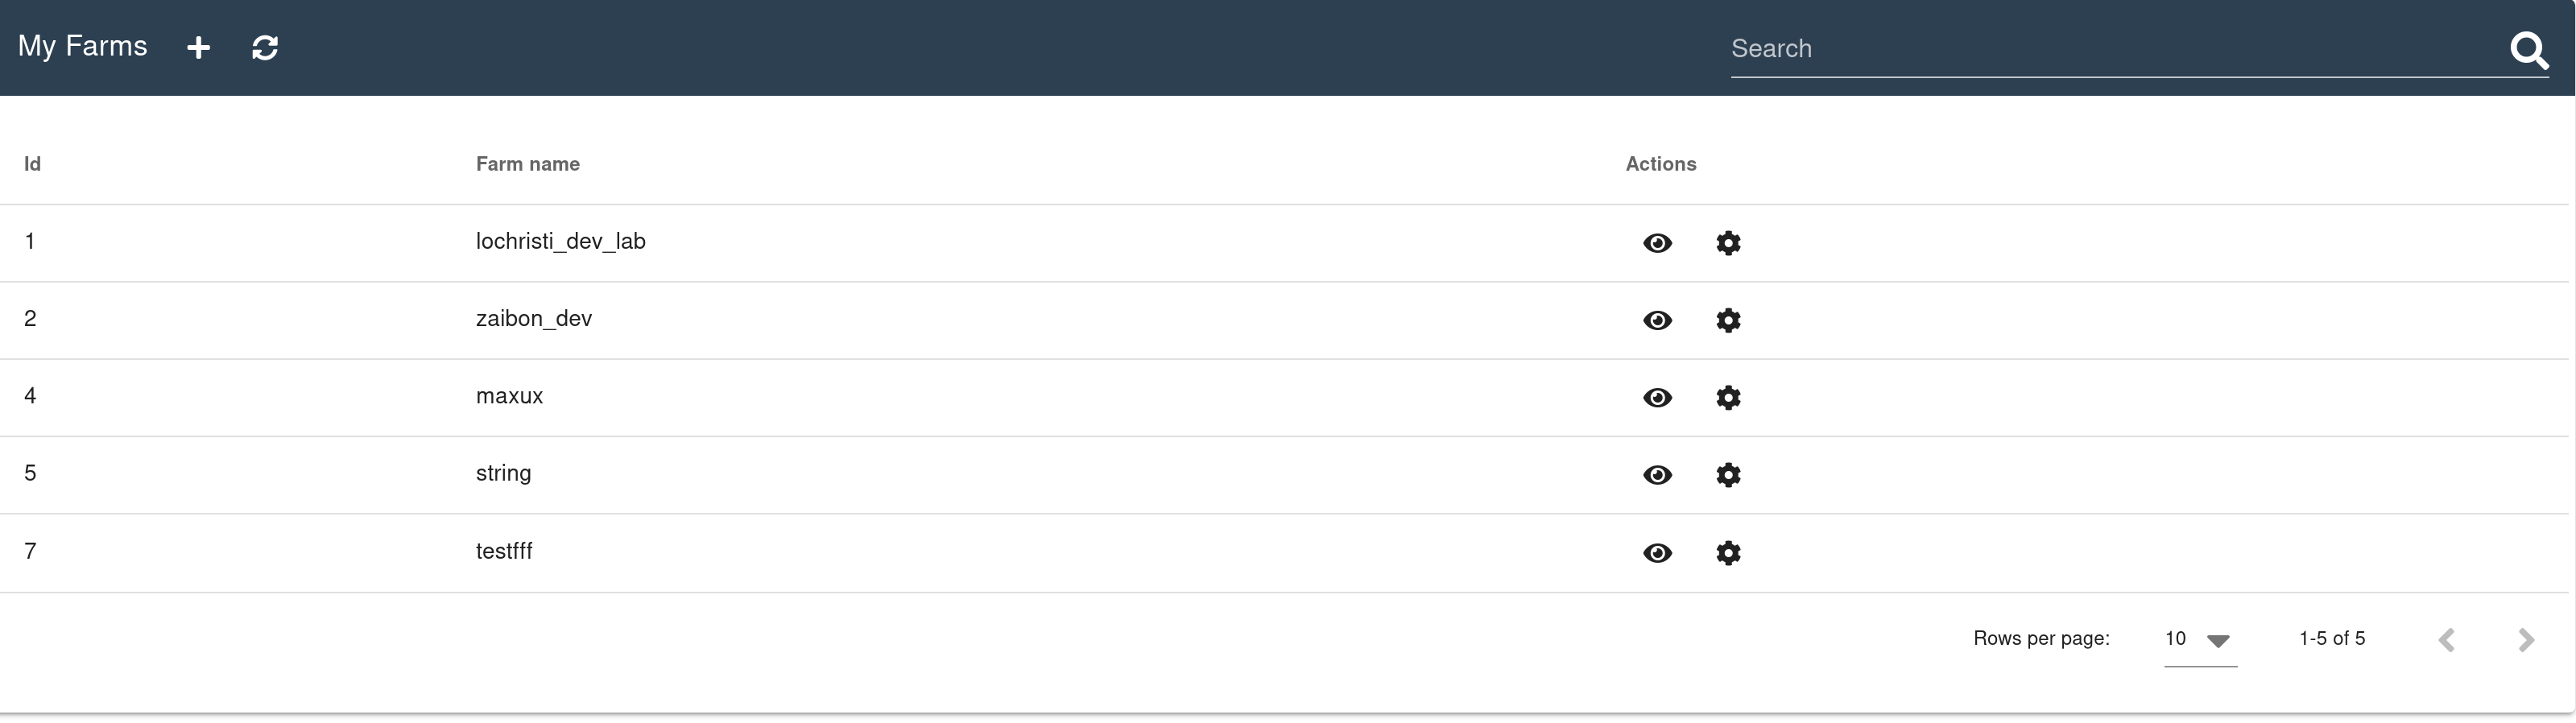 My Farms
Search
Id Farm name Actions
1 lochristi_dev_lab
2 zaibon_dev
4 maxux
5 string
7 testfff
Rows per page: 10 1-5 of 5